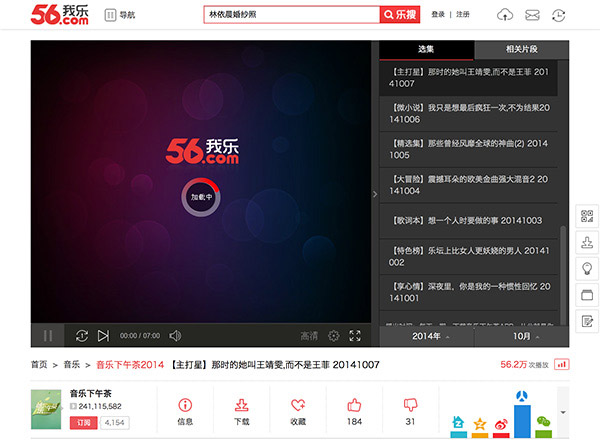 56我乐
.com
导航
林依晨婚纱照
乐搜
登录 | 注册
选集
相关片段
【主打星】那时的她叫王靖雯,而不是王菲 201
41007
【微小说】我只是想最后疯狂一次,不为结果20
141006
【精选集】那些曾经风靡全球的神曲(2) 2014
1005
【大冒险】震撼耳朵的欧美金曲强大混音2 20
141004
【歌词本】想一个人时要做的事 20141003
【特色榜】乐坛上比女人更妖娆的男人 20141
002
【享心情】深夜里，你是我的一种惯性回忆 20
141001
56我乐
.com
加载中
00:00 / 07:00
高清
2014年
10月
首页 > 音乐 > 音乐下午茶2014 【主打星】那时的她叫王靖雯,而不是王菲 20141007
56.2万次播放
音乐下午茶
241,115,582
订阅 4,154
信息
下载
收藏
184
31